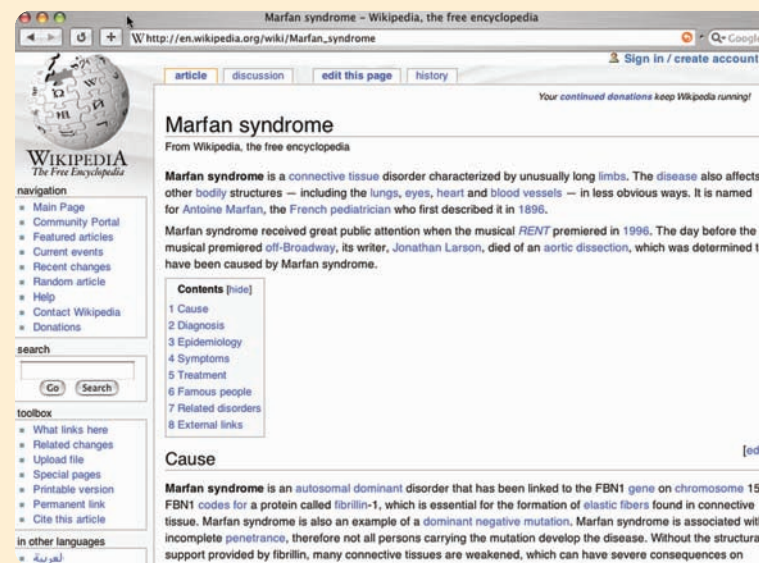 Marfan syndrome – Wikipedia, the free encyclopedia
W http://en.wikipedia.org/wiki/Marfan_syndrome
Google
Sign in / create account
article discussion edit this page history
Your continued donations keep Wikipedia running!
WIKIPEDIA
The Free Encyclopedia
navigation
Main Page
Community Portal
Featured articles
Current events
Recent changes
Random article
Help
Contact Wikipedia
Donations
search
Go Search
toolbox
What links here
Related changes
Upload file
Special pages
Printable version
Permanent link
Cite this article
in other languages
العربية
Marfan syndrome
From Wikipedia, the free encyclopedia
Marfan syndrome is a connective tissue disorder characterized by unusually long limbs. The disease also affects
other bodily structures — including the lungs, eyes, heart and blood vessels — in less obvious ways. It is named
for Antoine Marfan, the French pediatrician who first described it in 1896.
Marfan syndrome received great public attention when the musical RENT premiered in 1996. The day before the
musical premiered off-Broadway, its writer, Jonathan Larson, died of an aortic dissection, which was determined t
have been caused by Marfan syndrome.
Contents [hide]
1 Cause
2 Diagnosis
3 Epidemiology
4 Symptoms
5 Treatment
6 Famous people
7 Related disorders
8 External links
[ed
Cause
Marfan syndrome is an autosomal dominant disorder that has been linked to the FBN1 gene on chromosome 15
FBN1 codes for a protein called fibrillin-1, which is essential for the formation of elastic fibers found in connective
tissue. Marfan syndrome is also an example of a dominant negative mutation. Marfan syndrome is associated with
incomplete penetrance, therefore not all persons carrying the mutation develop the disease. Without the structura
support provided by fibrillin, many connective tissues are weakened, which can have severe consequences on